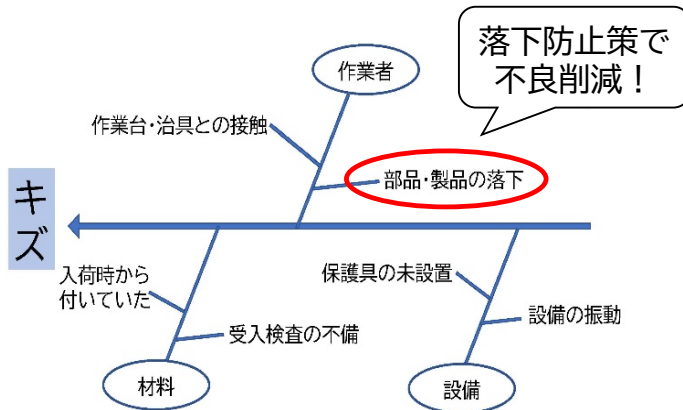 落下防止策で
不良削減！
作業者
作業台・治具との接触
部品・製品の落下
キズ
入荷時から
付いていた
保護具の未設置
設備の振動
受入検査の不備
材料
設備